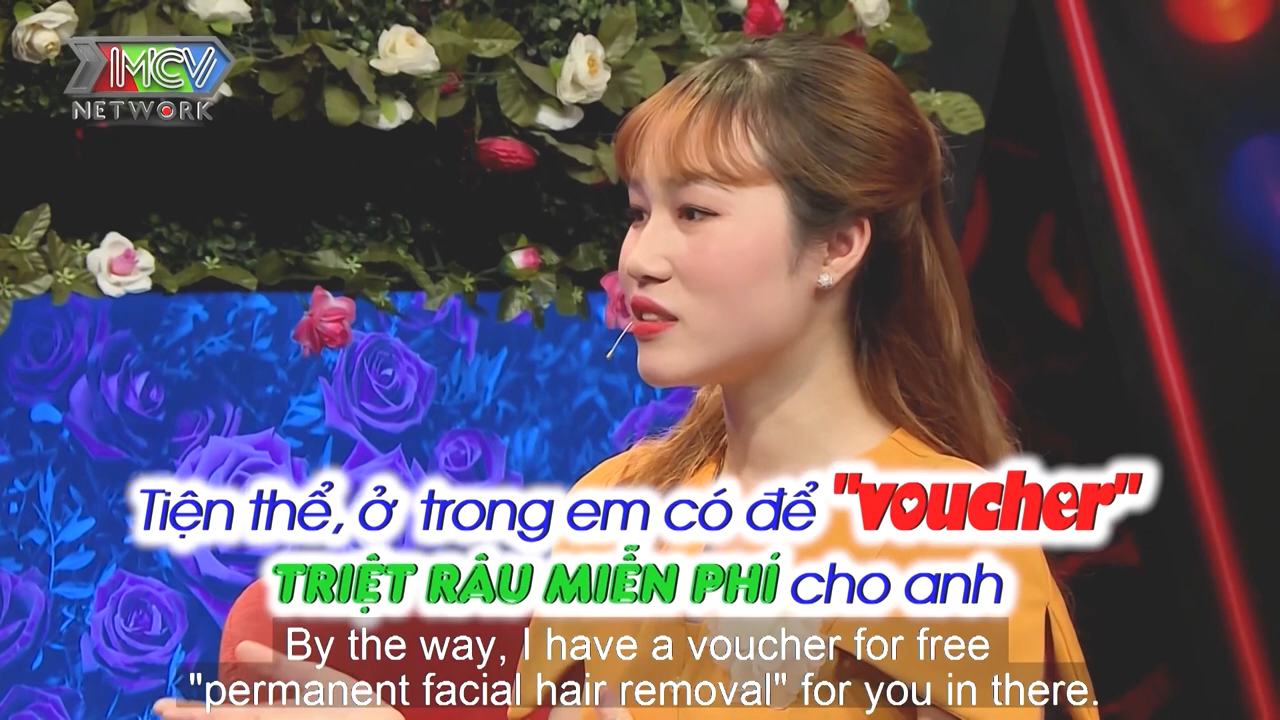 MCV
NETWORK
Tiện thể, ở trong em có để "voucher"
TRIỆT RÂU MIỄN PHÍ cho anh
By the way, I have a voucher for free
"permanent facial hair removal" for you in there.